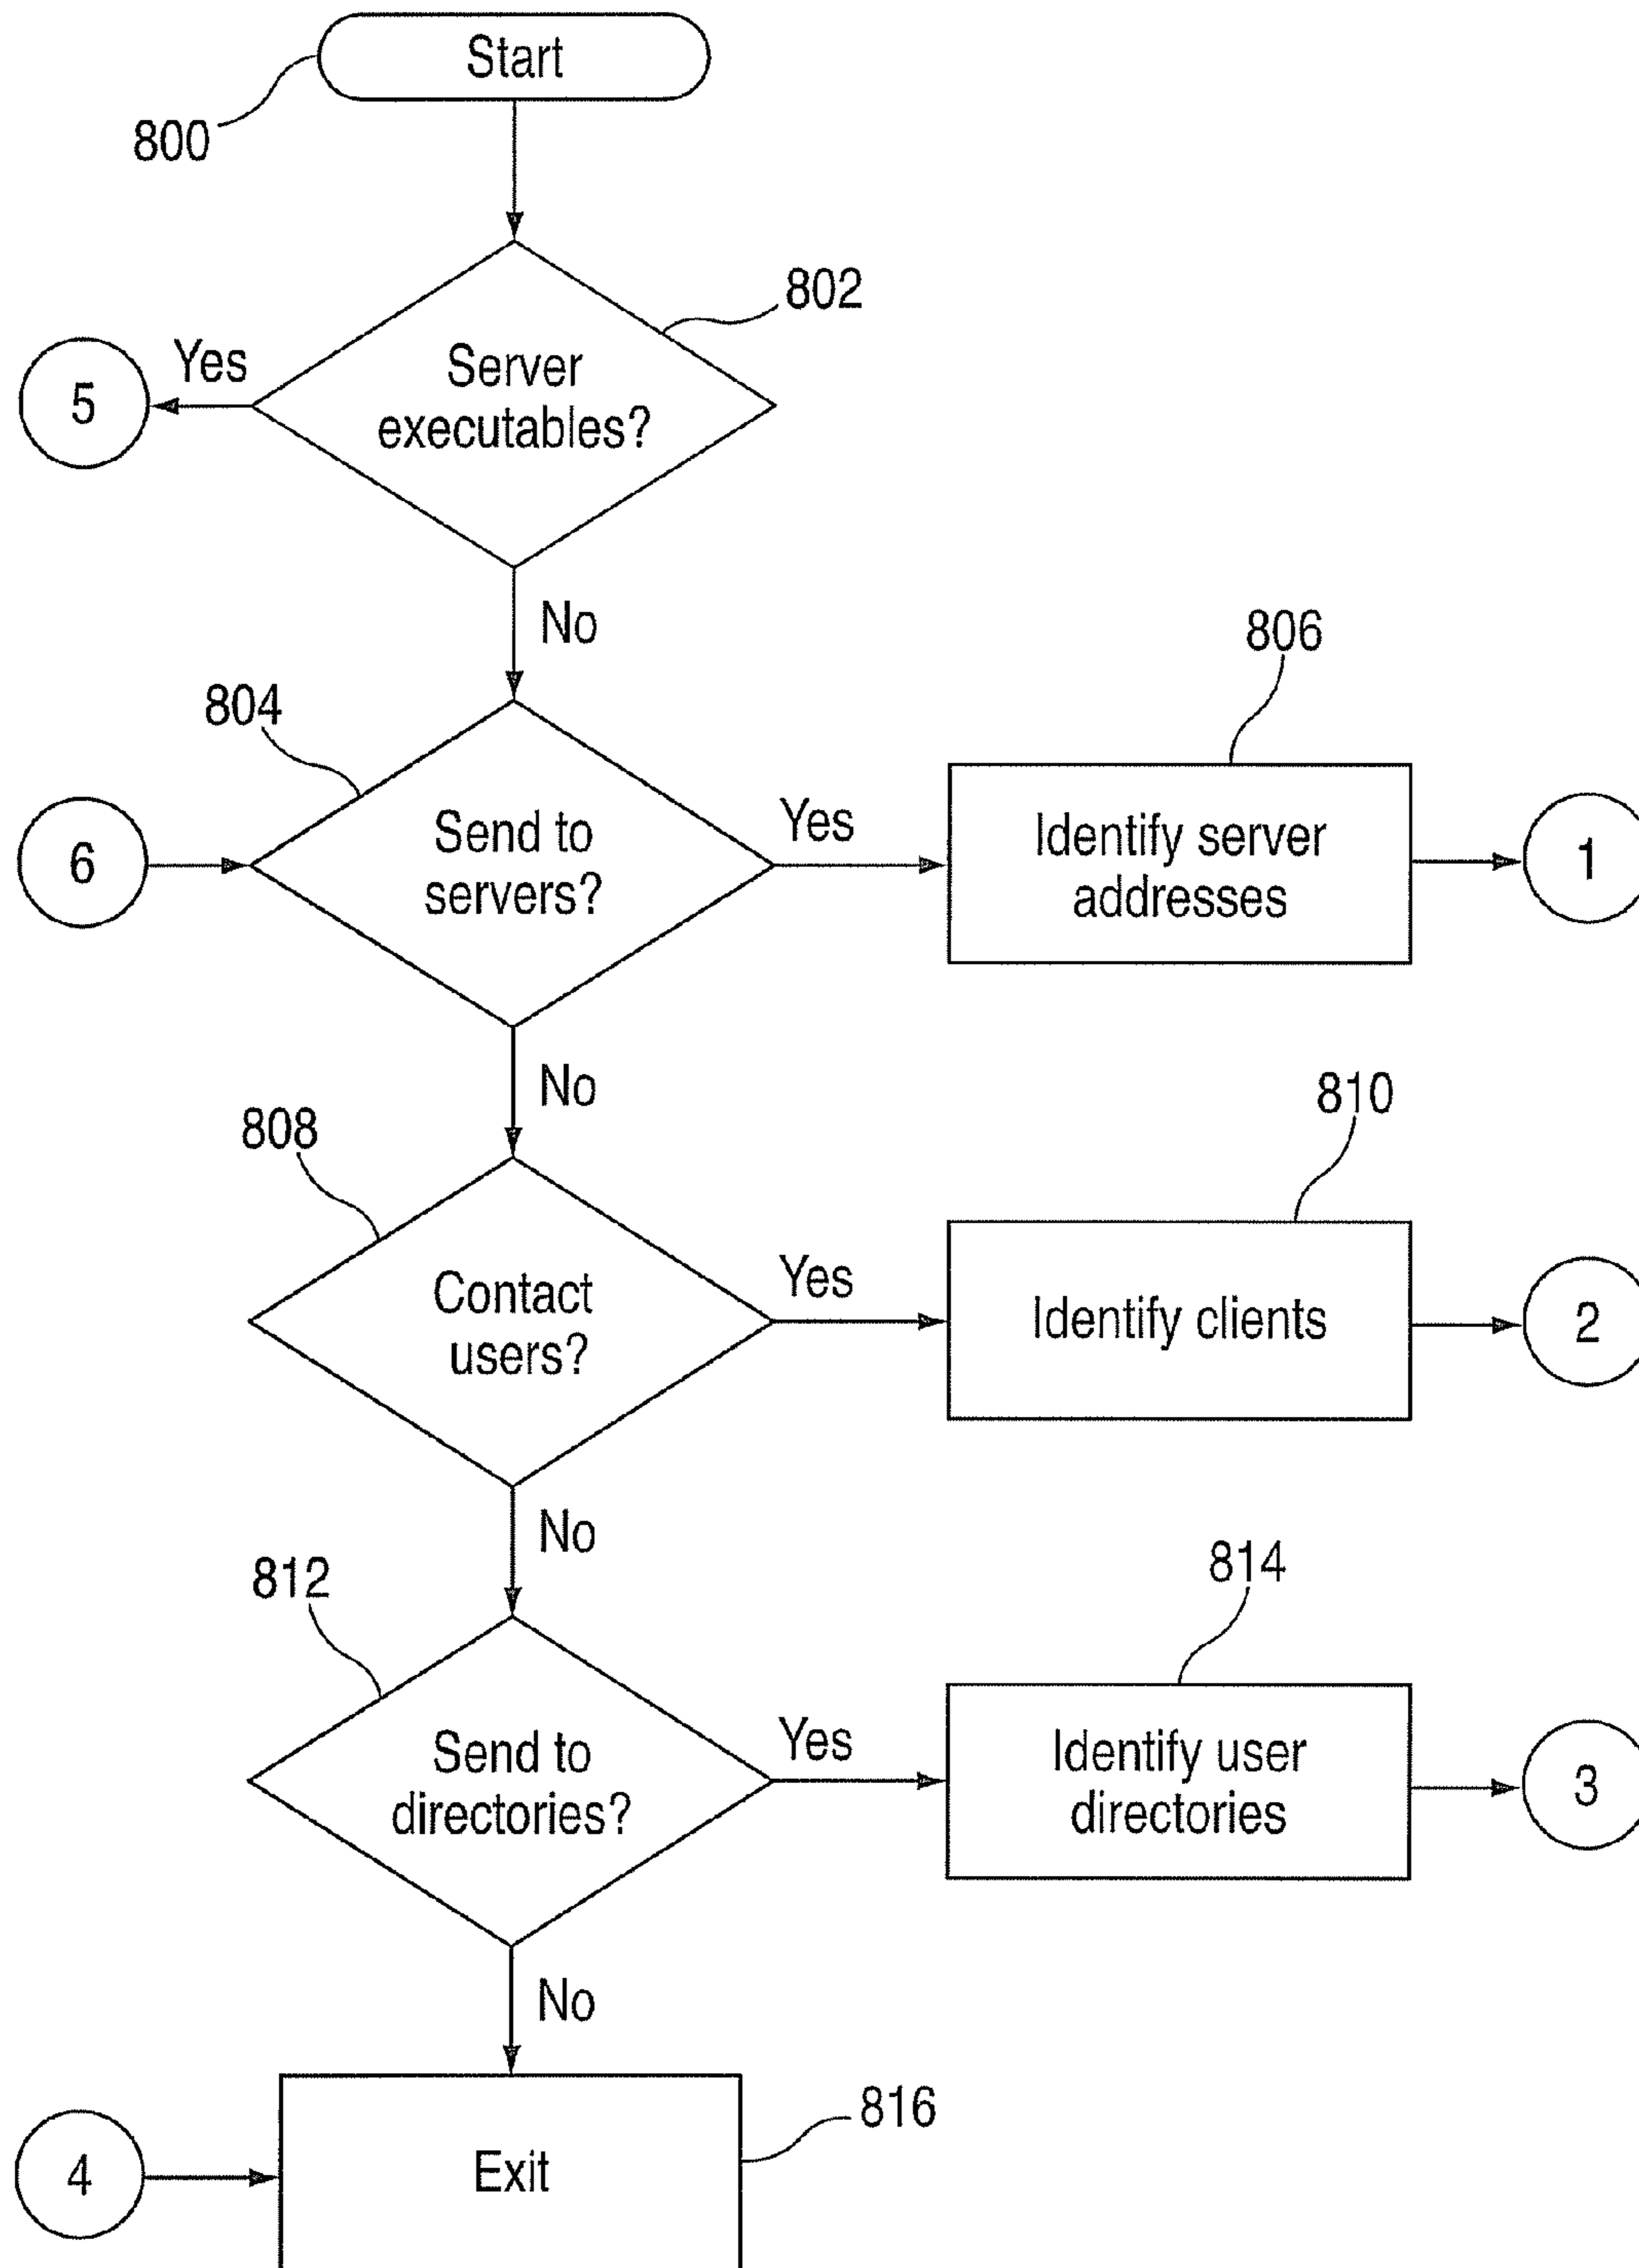 Start
800
802
Server
executables?
Yes
5
No
806
804
6
Send to
servers?
Yes
Identify server
addresses
1
No
810
808
Contact
users?
Yes
Identify clients
2
No
814
812
Send to
directories?
Yes
Identify user
directories
3
No
816
4
Exit